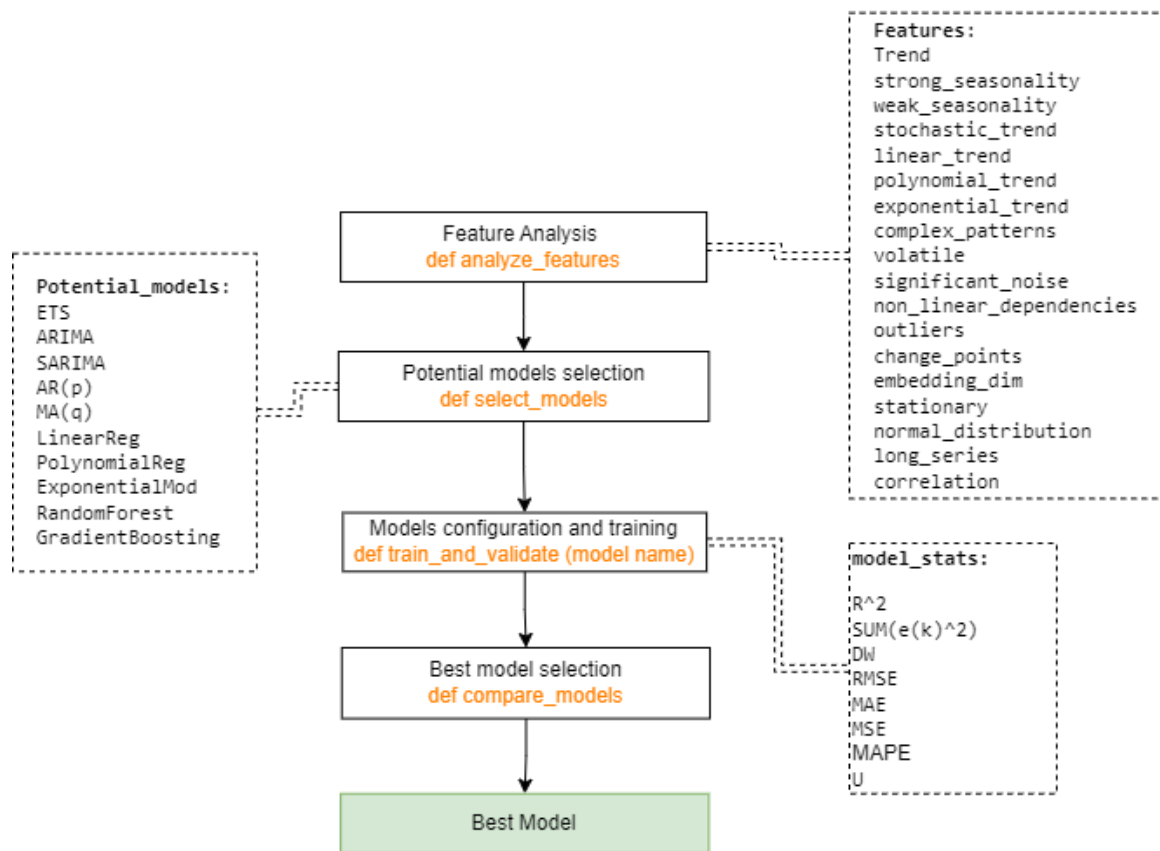 Features:
Trend
strong_seasonality
weak_seasonality
stochastic_trend
linear_trend
polynomial_trend
exponential_trend
complex_patterns
volatile
significant_noise
non_linear_dependencies
outliers
change_points
embedding_dim
stationary
normal_distribution
long_series
correlation
Feature Analysis
def analyze_features
Potential_models:
ETS
ARIMA
SARIMA
AR(p)
MA(q)
LinearReg
PolynomialReg
ExponentialMod
RandomForest
GradientBoosting
Potential models selection
def select_models
Models configuration and training
def train_and_validate (model name)
model_stats:
R^2
SUM(e(k)^2)
DW
RMSE
MAE
MSE
MAPE
U
Best model selection
def compare_models
Best Model